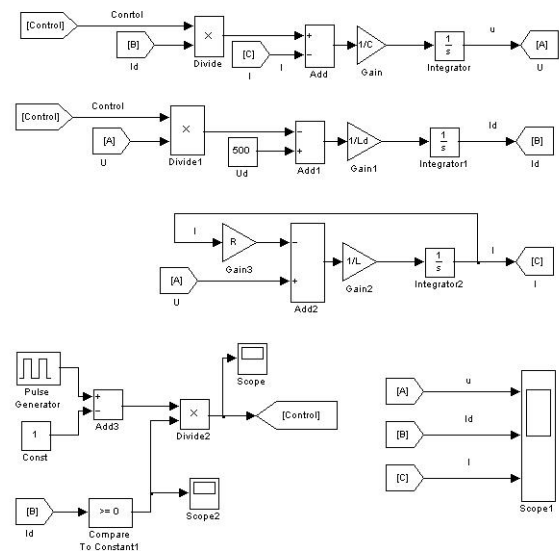 Conrtol
[Control]
[B]
Id
×
Divide
[C]
I
I
+
−
Add
1/C
Gain
1
s
Integrator
u
[A]
U
Control
[Control]
[A]
U
×
Divide1
500
Ud
−
+
Add1
1/Ld
Gain1
1
s
Integrator1
Id
[B]
Id
I
R
Gain3
[A]
U
−
+
Add2
1/L
Gain2
1
s
Integrator2
I
[C]
I
Pulse
Generator
1
Const
+
−
Add3
×
Divide2
Scope
[Control]
[B]
Id
>= 0
Compare
To Constant1
Scope2
[A]
u
[B]
Id
[C]
I
Scope1